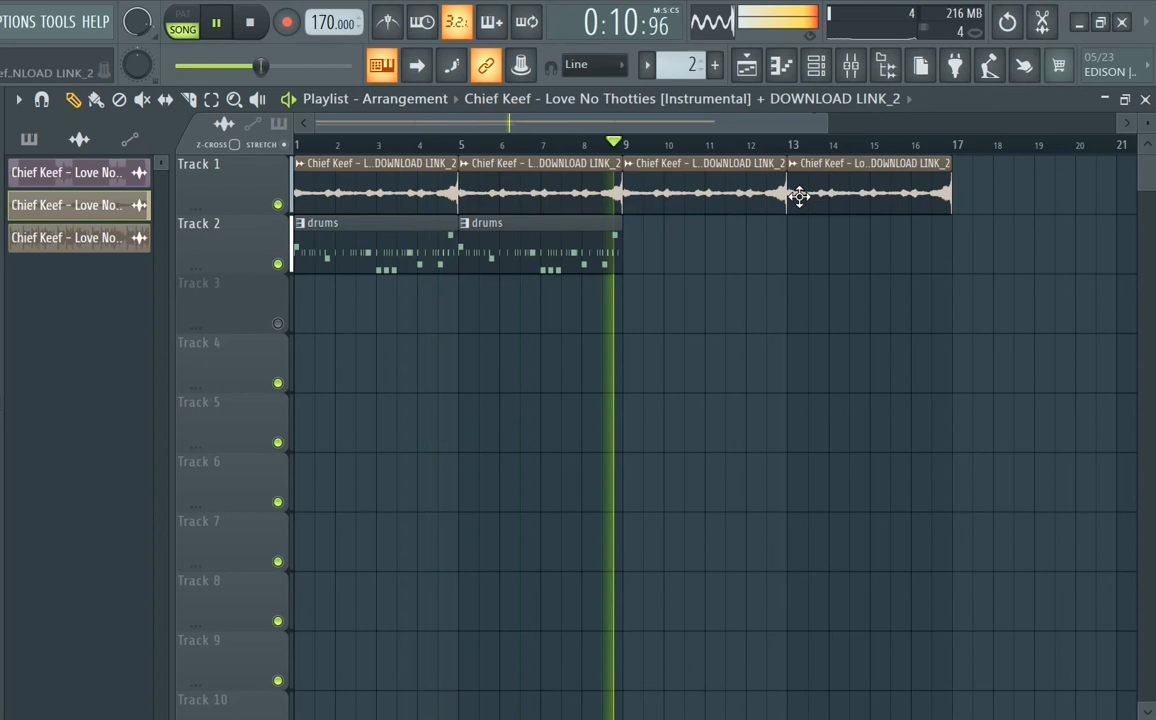 PTIONS TOOLS HELP
PAT
SONG
170.000
3.2.
0:10:96
M:S:CS
4
216 MB
4
ef.NLOAD LINK_2
Line
2
05/23
EDISON |..
Playlist - Arrangement › Chief Keef - Love No Thotties [Instrumental] + DOWNLOAD LINK_2 ›
Z-CROSS
STRETCH
1 2 3 4 5 6 7 8 9 10 11 12 13 14 15 16 17 18 19 20 21
Chief Keef - Love No..
Chief Keef - Love No..
Chief Keef - Love No..
Track 1
Chief Keef - L..DOWNLOAD LINK_2
Chief Keef - L..DOWNLOAD LINK_2
Chief Keef - L..DOWNLOAD LINK_2
Chief Keef - Lo..DOWNLOAD LINK_2
Track 2
drums
drums
Track 3
Track 4
Track 5
Track 6
Track 7
Track 8
Track 9
Track 10